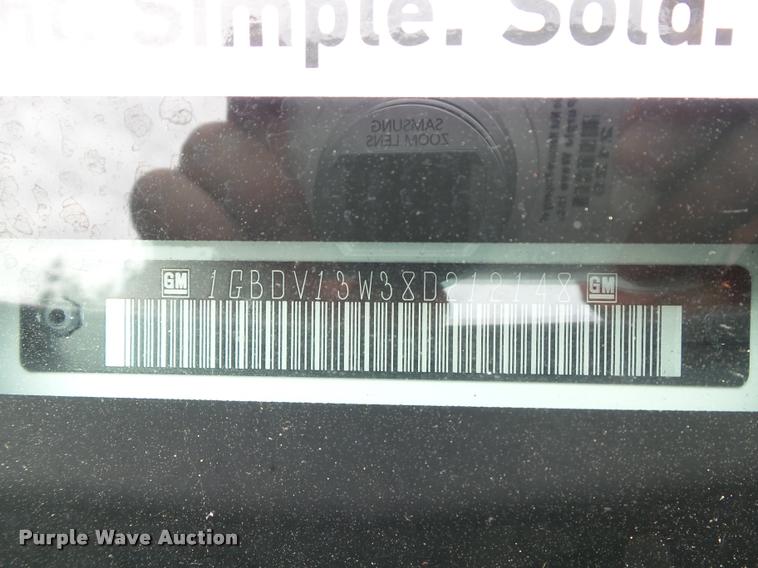 Simple. Sold.
SAMSUNG
ZOOM LENS
GM 1GBDV13W38D212148 GM
Purple Wave Auction